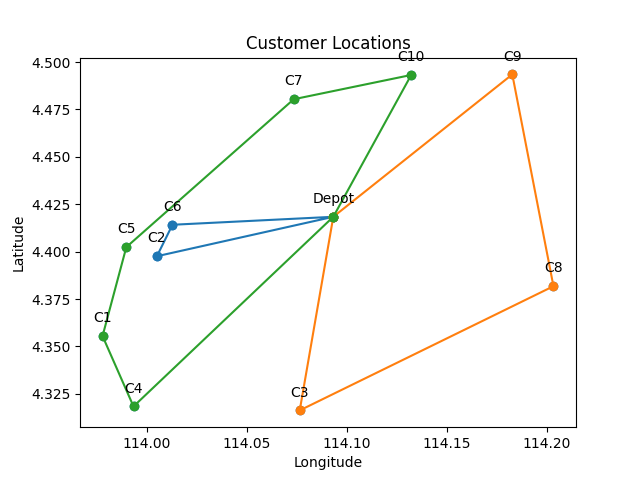 Customer Locations
C10
C9
4.500
C7
4.475
4.450
4.425
Depot
C6
C5
C2
4.400
C8
4.375
C1
4.350
4.325
C4
C3
Latitude
114.00
114.05
114.10
114.15
114.20
Longitude